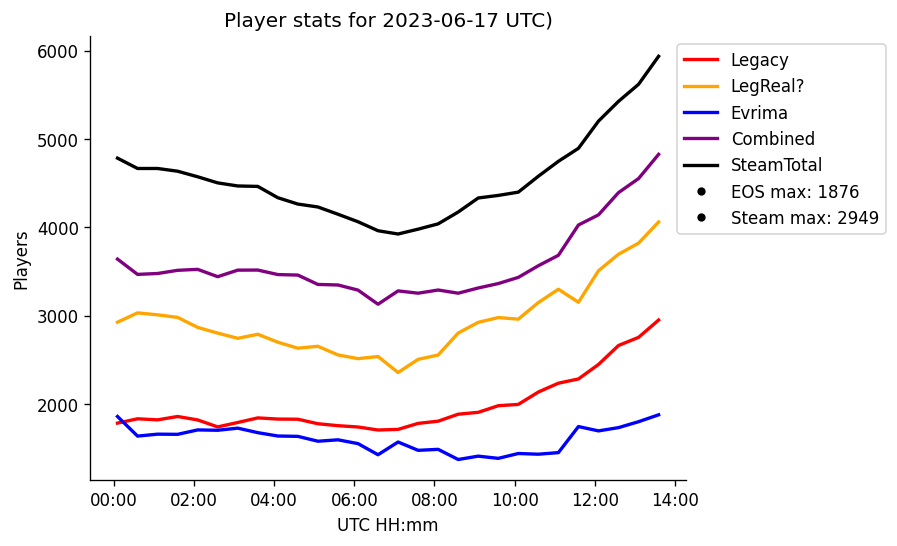 Player stats for 2023-06-17 UTC)
6000
5000
4000
3000
2000
Players
00:00 02:00 04:00 06:00 08:00 10:00 12:00 14:00
UTC HH:mm
Legacy
LegReal?
Evrima
Combined
SteamTotal
EOS max: 1876
Steam max: 2949